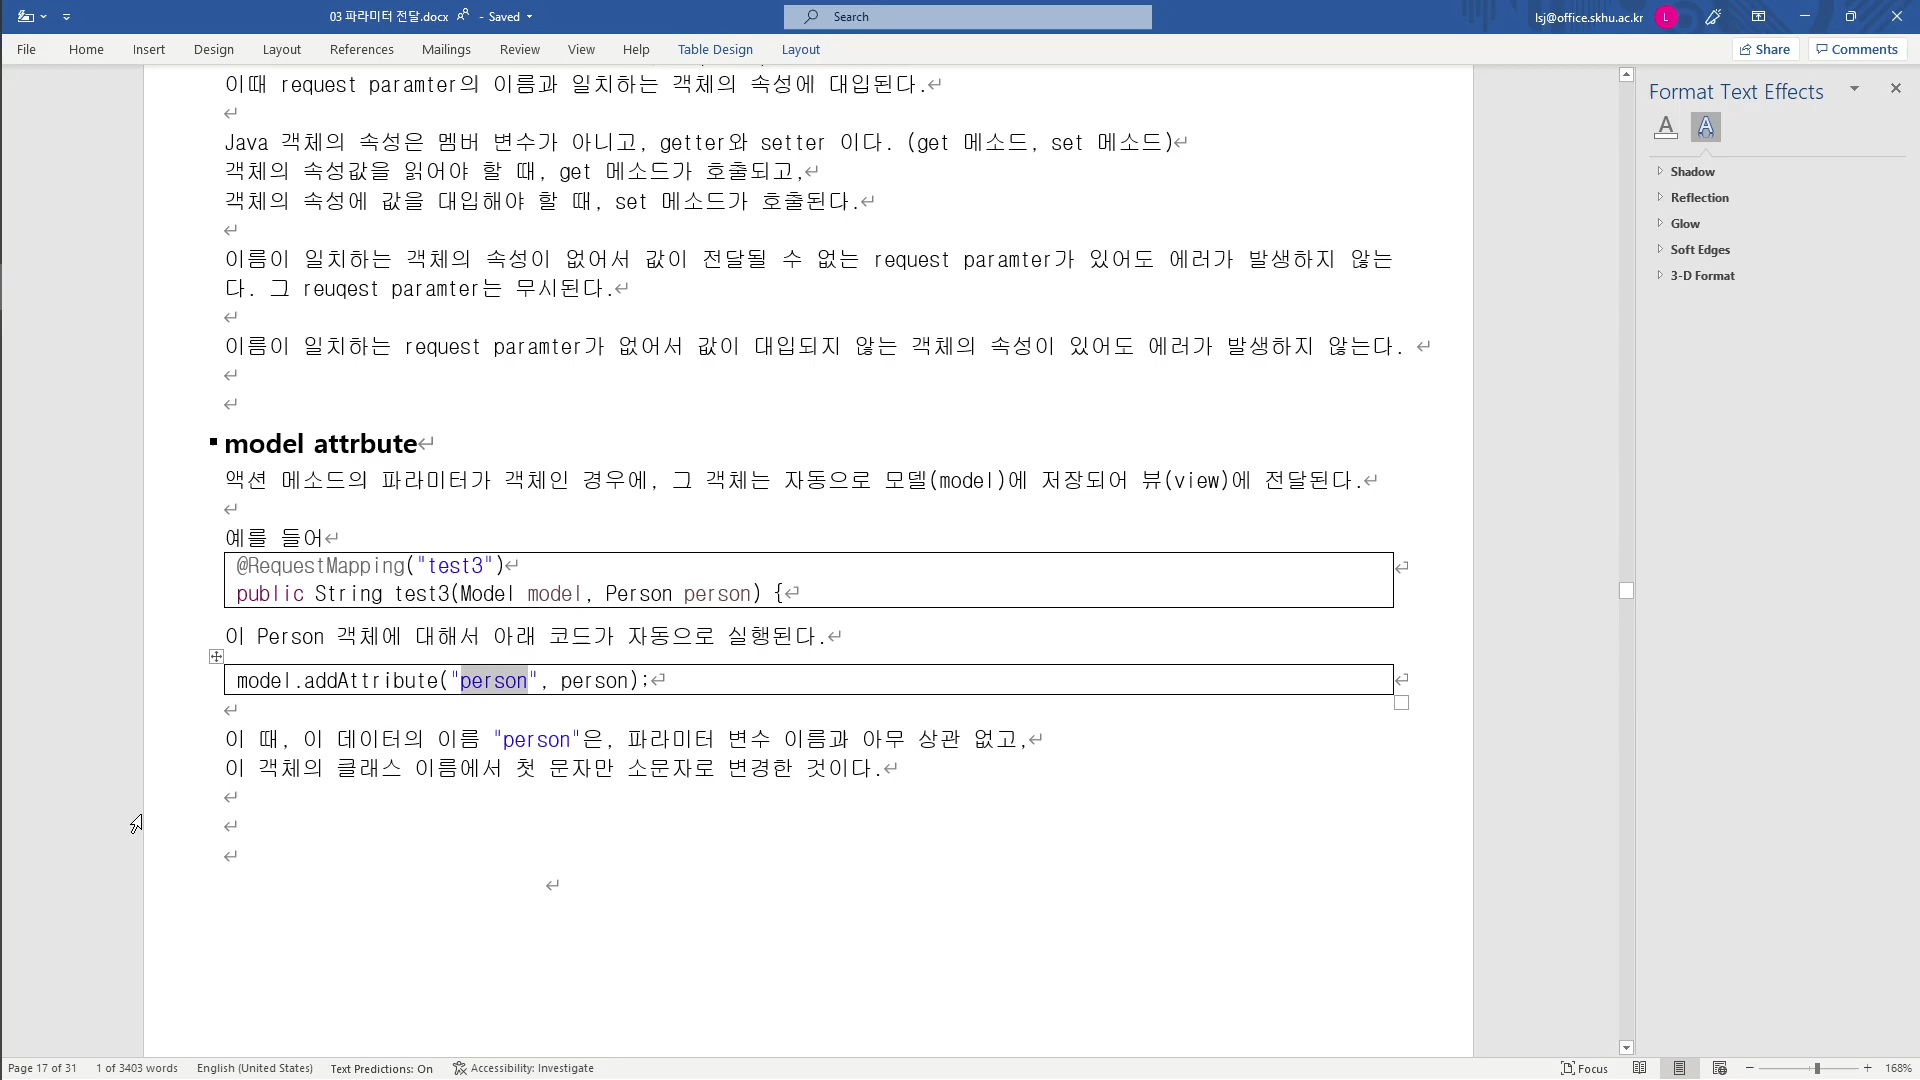 03 파라미터 전달.docx - Saved
Search
lsj@office.skhu.ac.kr L
File Home Insert Design Layout References Mailings Review View Help Table Design Layout
Share Comments
이때 request paramter의 이름과 일치하는 객체의 속성에 대입된다.↵
↵
Java 객체의 속성은 멤버 변수가 아니고, getter와 setter 이다. (get 메소드, set 메소드)↵
객체의 속성값을 읽어야 할 때, get 메소드가 호출되고,↵
객체의 속성에 값을 대입해야 할 때, set 메소드가 호출된다.↵
↵
이름이 일치하는 객체의 속성이 없어서 값이 전달될 수 없는 request paramter가 있어도 에러가 발생하지 않는
다. 그 reuqest paramter는 무시된다.↵
↵
이름이 일치하는 request paramter가 없어서 값이 대입되지 않는 객체의 속성이 있어도 에러가 발생하지 않는다. ↵
↵
↵
model attrbute↵
액션 메소드의 파라미터가 객체인 경우에, 그 객체는 자동으로 모델(model)에 저장되어 뷰(view)에 전달된다.↵
↵
예를 들어↵
@RequestMapping("test3")↵
public String test3(Model model, Person person) {↵
이 Person 객체에 대해서 아래 코드가 자동으로 실행된다.↵
model.addAttribute("person", person);↵
↵
이 때, 이 데이터의 이름 "person"은, 파라미터 변수 이름과 아무 상관 없고,↵
이 객체의 클래스 이름에서 첫 문자만 소문자로 변경한 것이다.↵
↵
↵
↵
↵
Format Text Effects
Shadow
Reflection
Glow
Soft Edges
3-D Format
Page 17 of 31 1 of 3403 words English (United States) Text Predictions: On Accessibility: Investigate
Focus 168%